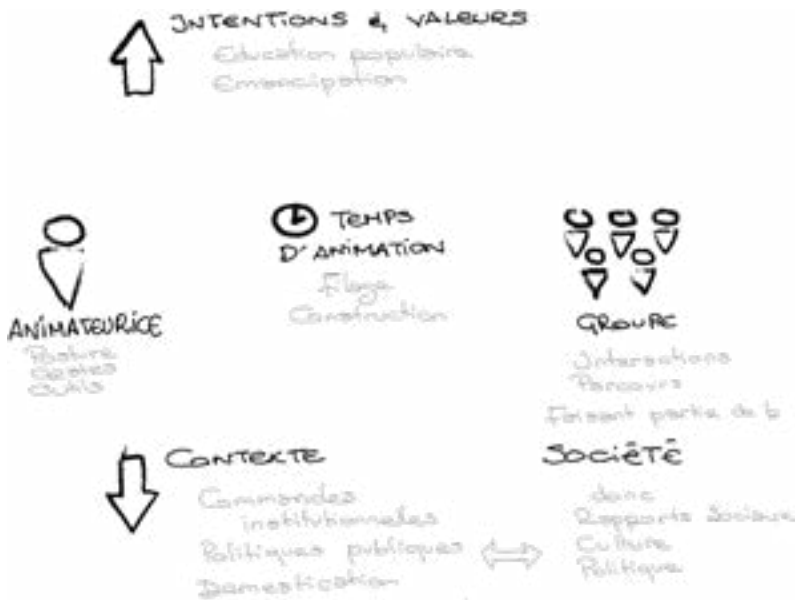 INTENTIONS & VALEURS
Education populaire
Emancipation
TEMPS
D'ANIMATION
Filage
Construction
ANIMATEURICE
Posture
Gestes
Outils
GROUPE
Interactions
Parcours
Faisant partie de la
CONTEXTE
Commandes
institutionnelles
Politiques publiques
Domestication
SOCIÉTÉ
donc
Rapports Sociaux
Culture
Politique